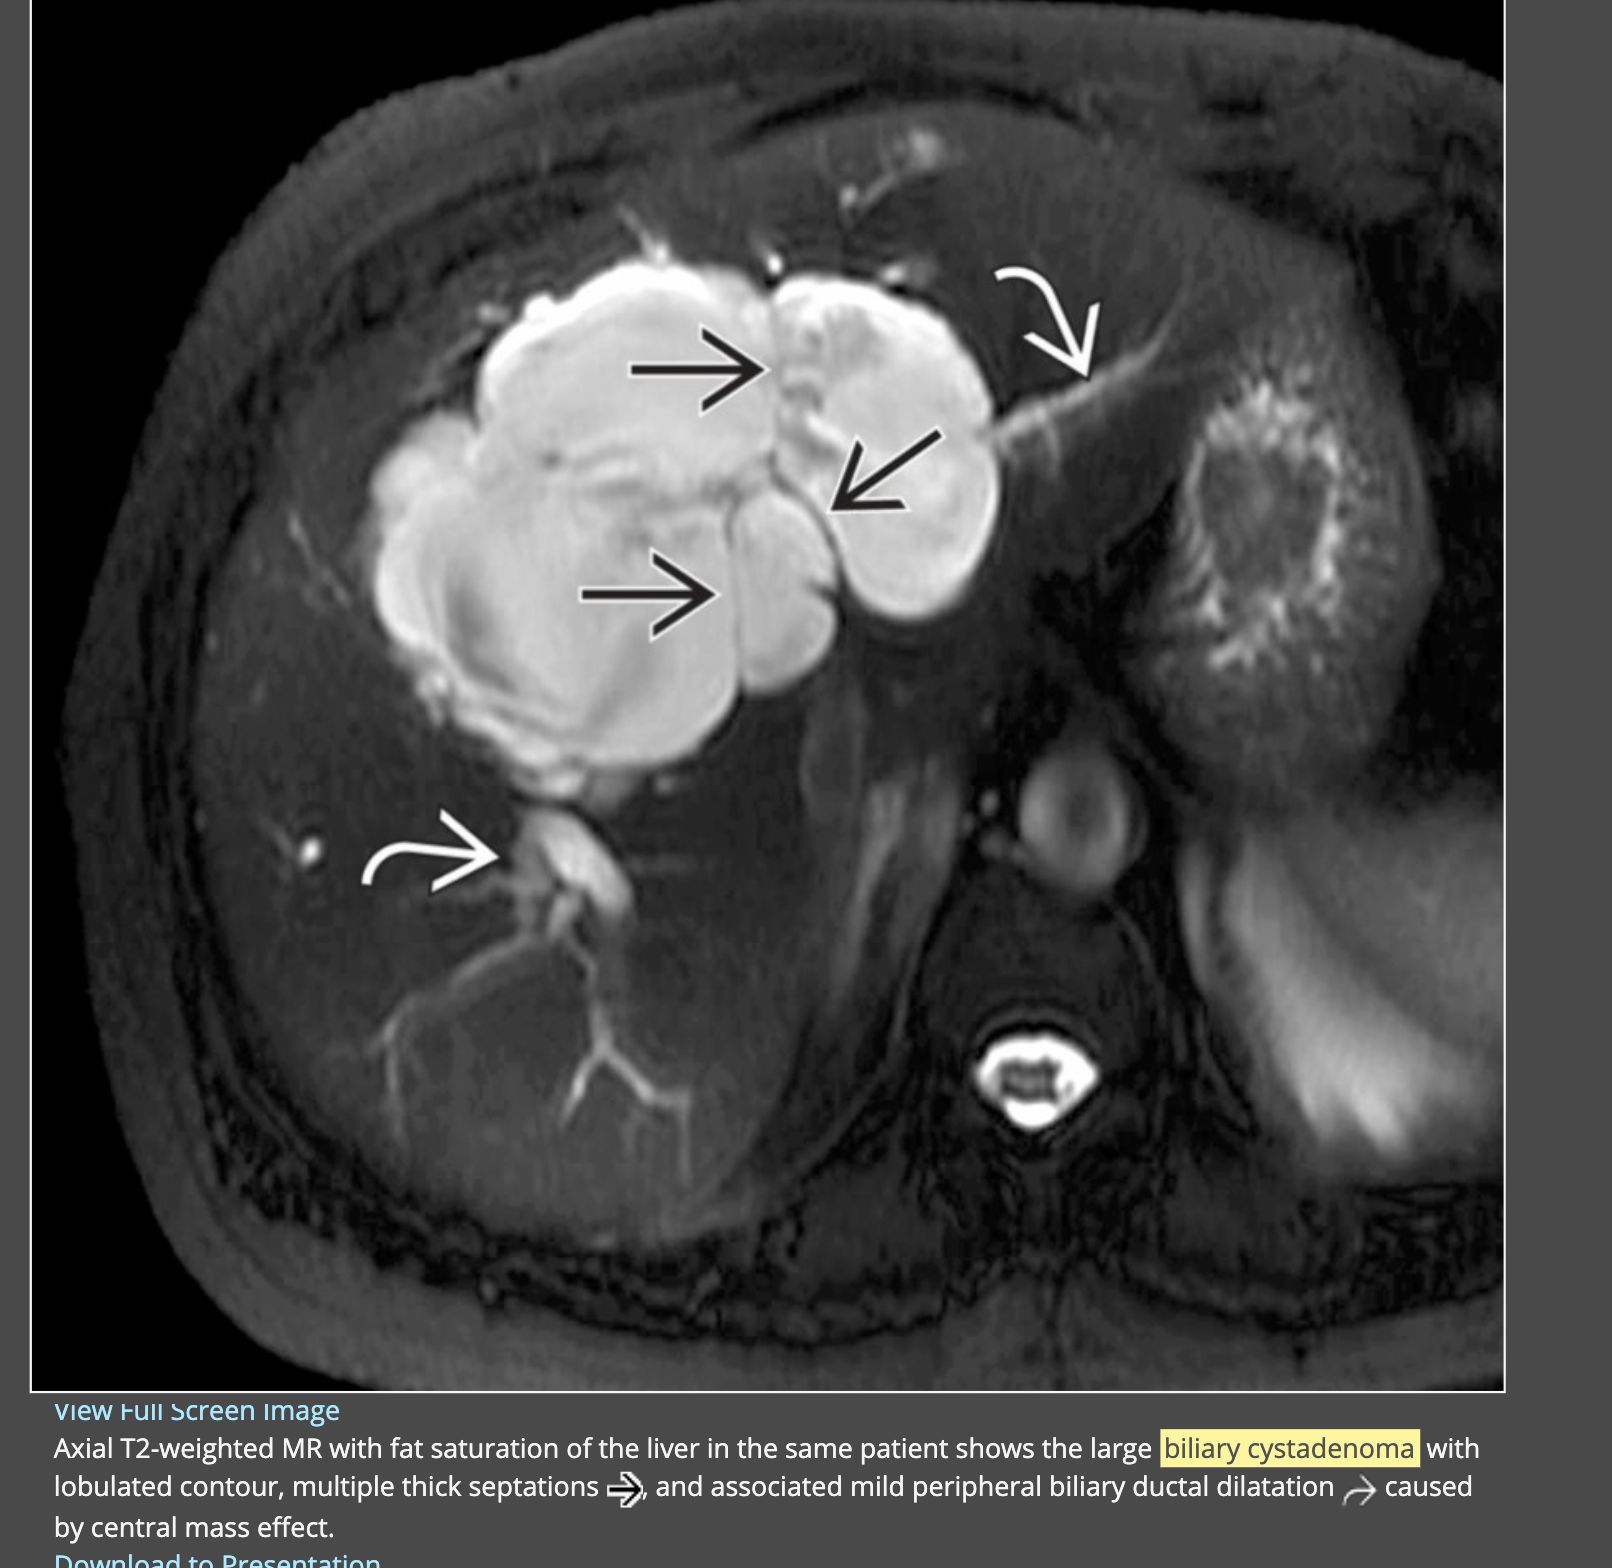 View Full Screen Image
Axial T2-weighted MR with fat saturation of the liver in the same patient shows the large biliary cystadenoma with
lobulated contour, multiple thick septations , and associated mild peripheral biliary ductal dilatation caused
by central mass effect.
Download to Presentation